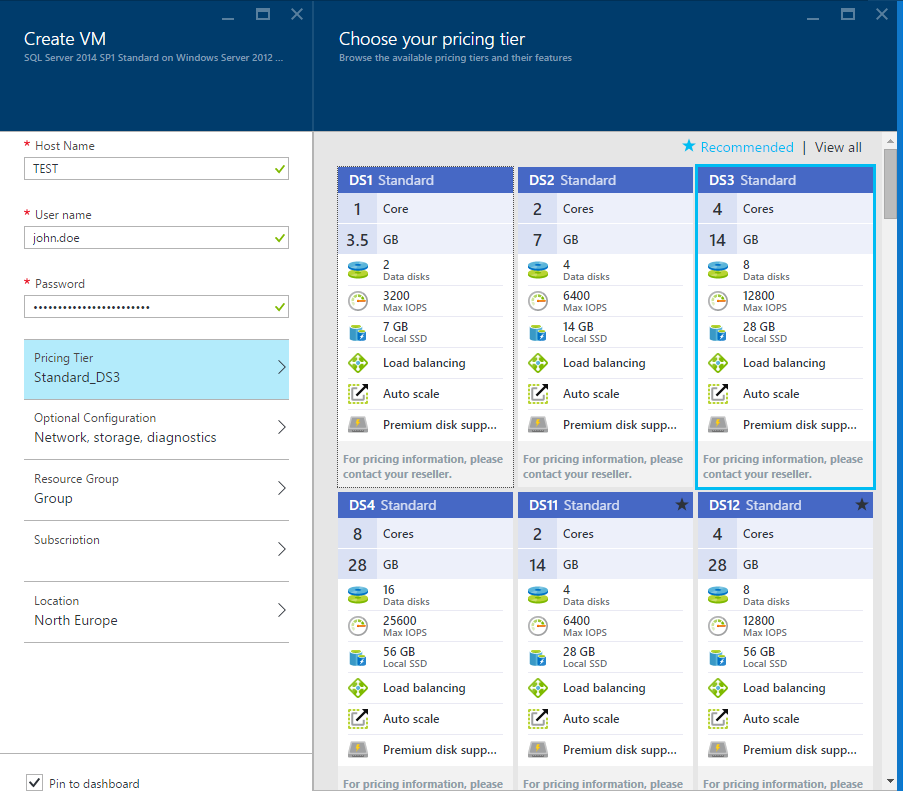 Create VM
SQL Server 2014 SP1 Standard on Windows Server 2012 ...
* Host Name
TEST
* User name
john.doe
* Password
••••••••••••••••••••••••
Pricing Tier
Standard_DS3
Optional Configuration
Network, storage, diagnostics
Resource Group
Group
Subscription
Location
North Europe
Pin to dashboard
Choose your pricing tier
Browse the available pricing tiers and their features
Recommended | View all
DS1 Standard
1 Core
3.5 GB
2
Data disks
3200
Max IOPS
7 GB
Local SSD
Load balancing
Auto scale
Premium disk supp...
For pricing information, please
contact your reseller.
DS2 Standard
2 Cores
7 GB
4
Data disks
6400
Max IOPS
14 GB
Local SSD
Load balancing
Auto scale
Premium disk supp...
For pricing information, please
contact your reseller.
DS3 Standard
4 Cores
14 GB
8
Data disks
12800
Max IOPS
28 GB
Local SSD
Load balancing
Auto scale
Premium disk supp...
For pricing information, please
contact your reseller.
DS4 Standard
8 Cores
28 GB
16
Data disks
25600
Max IOPS
56 GB
Local SSD
Load balancing
Auto scale
Premium disk supp...
For pricing information, please
DS11 Standard
2 Cores
14 GB
4
Data disks
6400
Max IOPS
28 GB
Local SSD
Load balancing
Auto scale
Premium disk supp...
For pricing information, please
DS12 Standard
4 Cores
28 GB
8
Data disks
12800
Max IOPS
56 GB
Local SSD
Load balancing
Auto scale
Premium disk supp...
For pricing information, please